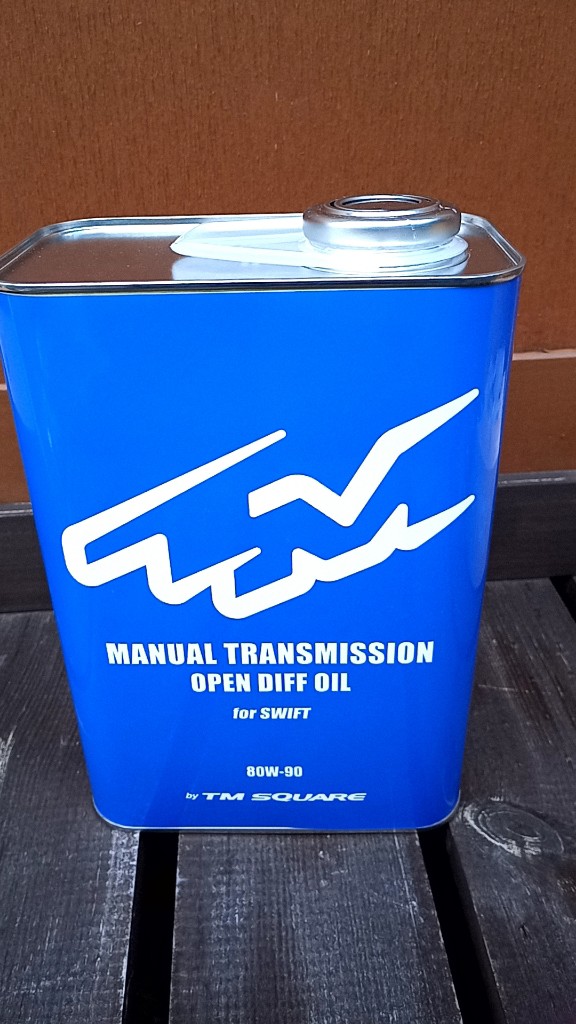 MANUAL TRANSMISSION
OPEN DIFF OIL
for SWIFT
80W-90
by TM SQUARE